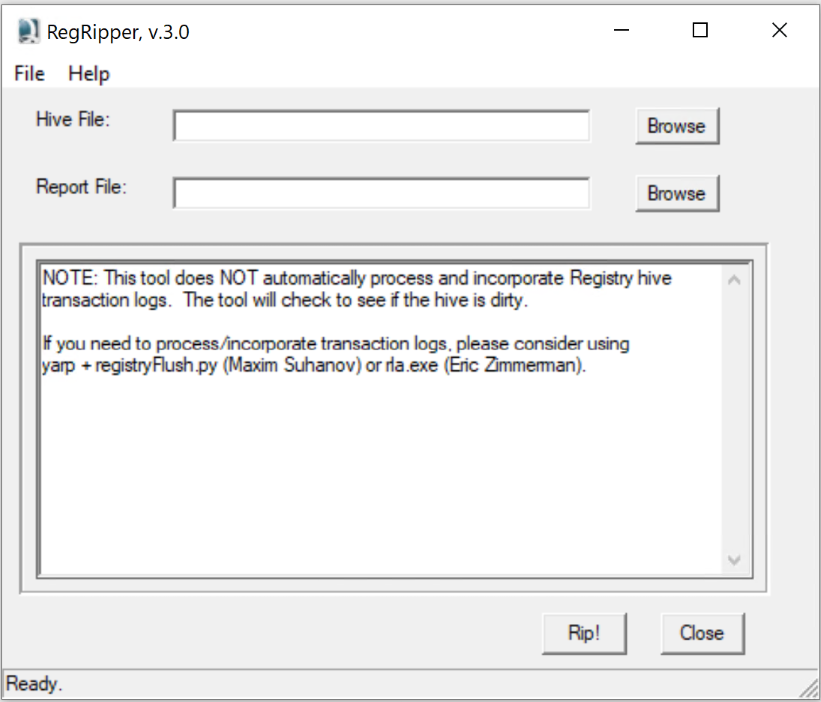 RegRipper, v.3.0
File Help
Hive File:
Browse
Report File:
Browse
NOTE: This tool does NOT automatically process and incorporate Registry hive
transaction logs.  The tool will check to see if the hive is dirty.
If you need to process/incorporate transaction logs, please consider using
yarp + registryFlush.py (Maxim Suhanov) or rla.exe (Eric Zimmerman).
Rip! Close
Ready.